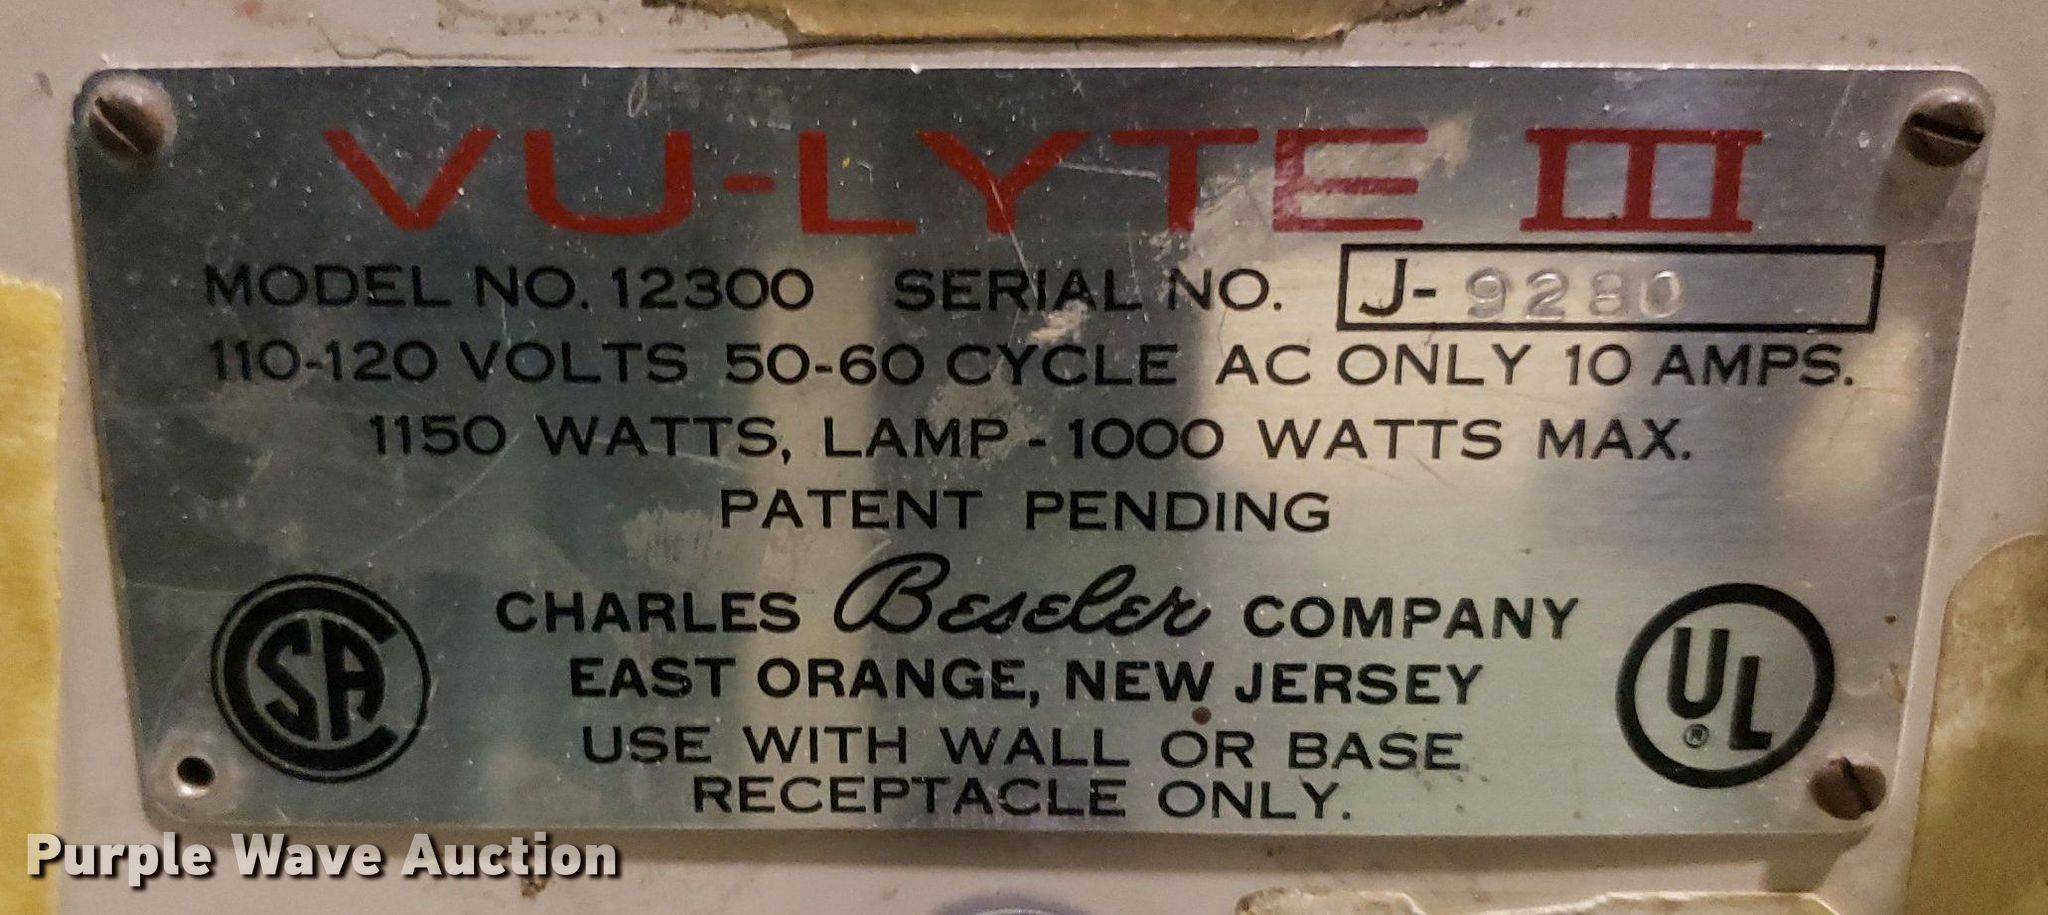 VU-LYTE III
MODEL NO. 12300 SERIAL NO. J-9280
110-120 VOLTS 50-60 CYCLE AC ONLY 10 AMPS.
1150 WATTS, LAMP - 1000 WATTS MAX.
PATENT PENDING
CHARLES Beseler COMPANY
EAST ORANGE, NEW JERSEY
USE WITH WALL OR BASE
RECEPTACLE ONLY.
CSA
UL®
Purple Wave Auction